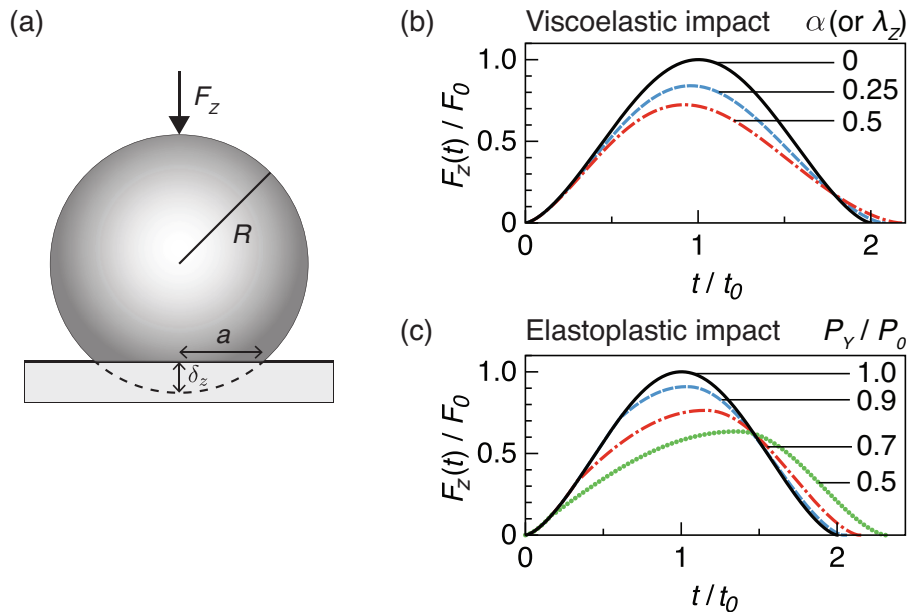 (a)
F_z
R
a
δ_z
(b) Viscoelastic impact α (or λ_Z)
F_z(t) / F_0
1.0
0.5
0
0
0.25
0.5
0 1 2
t / t_0
(c) Elastoplastic impact P_Y / P_0
F_z(t) / F_0
1.0
0.5
0
1.0
0.9
0.7
0.5
0 1 2
t / t_0